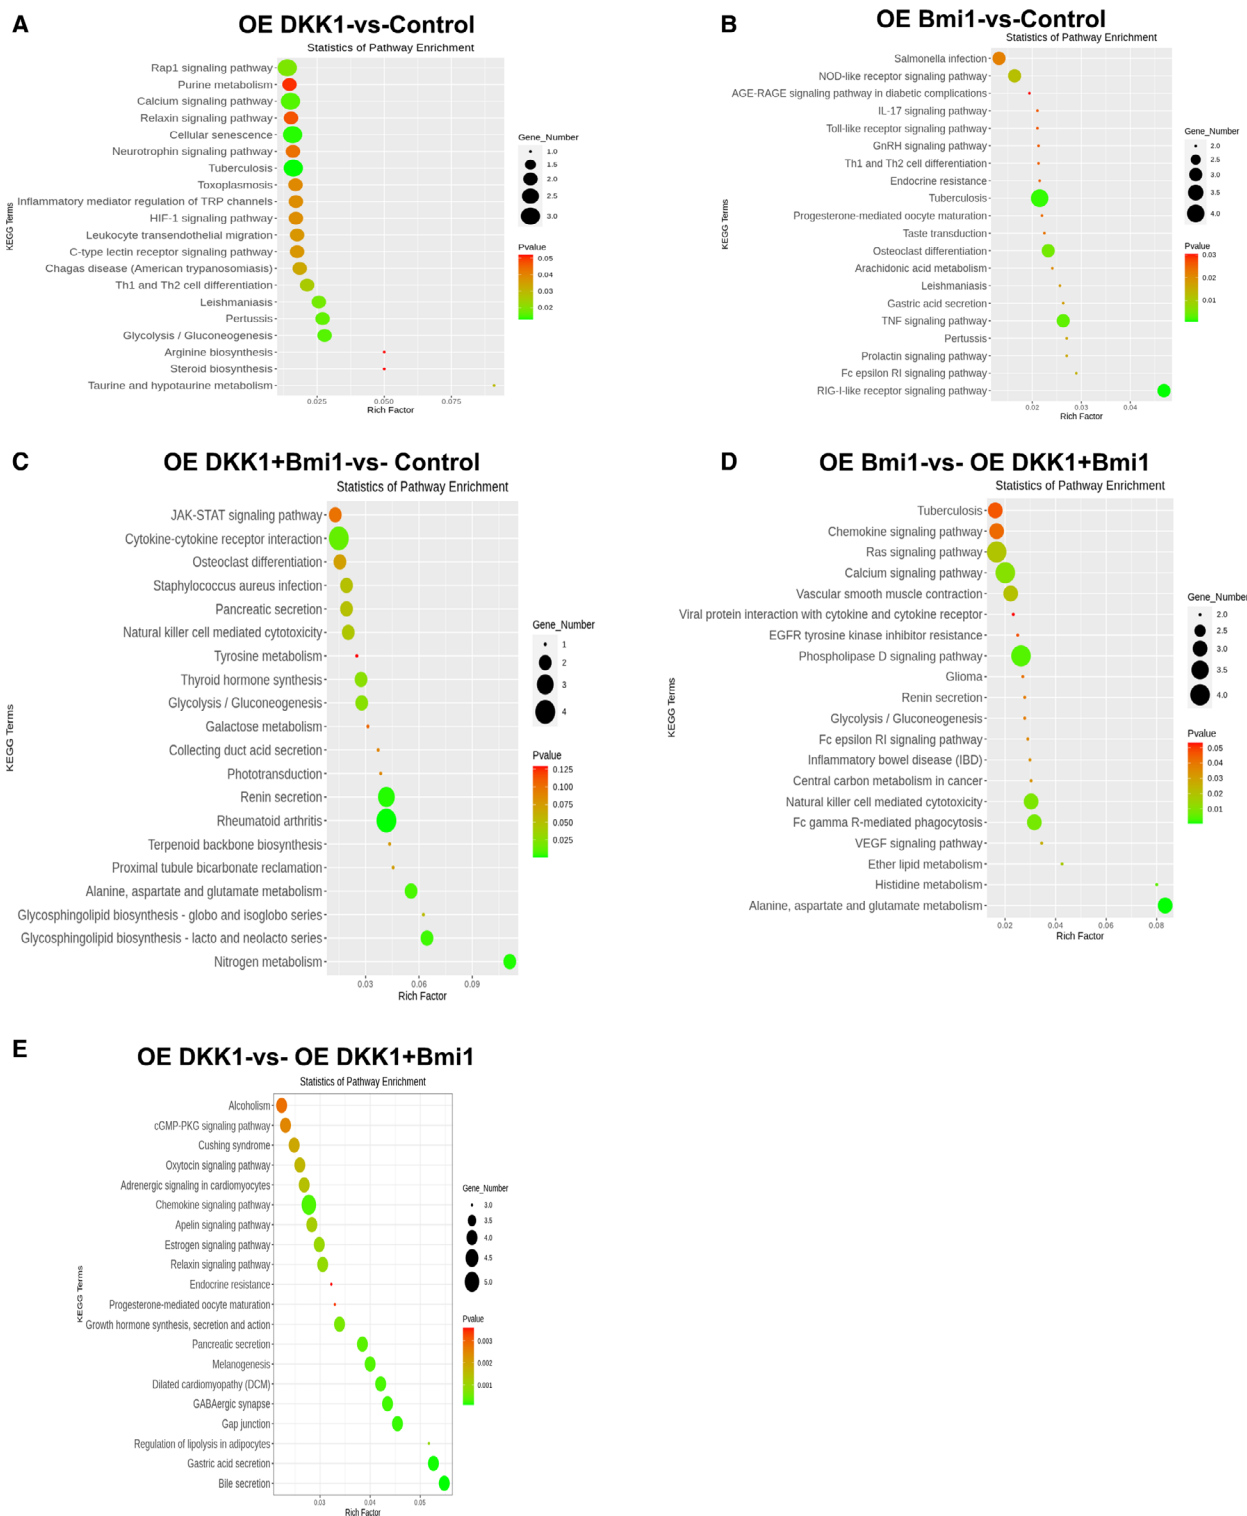 A
OE DKK1-vs-Control
Statistics of Pathway Enrichment
KEGG Terms
Rap1 signaling pathway
Purine metabolism
Calcium signaling pathway
Relaxin signaling pathway
Cellular senescence
Neurotrophin signaling pathway
Tuberculosis
Toxoplasmosis
Inflammatory mediator regulation of TRP channels
HIF-1 signaling pathway
Leukocyte transendothelial migration
C-type lectin receptor signaling pathway
Chagas disease (American trypanosomiasis)
Th1 and Th2 cell differentiation
Leishmaniasis
Pertussis
Glycolysis / Gluconeogenesis
Arginine biosynthesis
Steroid biosynthesis
Taurine and hypotaurine metabolism
0.025 0.050 0.075
Rich Factor
Gene_Number
1.0
1.5
2.0
2.5
3.0
Pvalue
0.05
0.04
0.03
0.02
B
OE Bmi1-vs-Control
Statistics of Pathway Enrichment
KEGG Terms
Salmonella infection
NOD-like receptor signaling pathway
AGE-RAGE signaling pathway in diabetic complications
IL-17 signaling pathway
Toll-like receptor signaling pathway
GnRH signaling pathway
Th1 and Th2 cell differentiation
Endocrine resistance
Tuberculosis
Progesterone-mediated oocyte maturation
Taste transduction
Osteoclast differentiation
Arachidonic acid metabolism
Leishmaniasis
Gastric acid secretion
TNF signaling pathway
Pertussis
Prolactin signaling pathway
Fc epsilon RI signaling pathway
RIG-I-like receptor signaling pathway
0.02 0.03 0.04
Rich Factor
Gene_Number
2.0
2.5
3.0
3.5
4.0
Pvalue
0.03
0.02
0.01
C
OE DKK1+Bmi1-vs- Control
Statistics of Pathway Enrichment
KEGG Terms
JAK-STAT signaling pathway
Cytokine-cytokine receptor interaction
Osteoclast differentiation
Staphylococcus aureus infection
Pancreatic secretion
Natural killer cell mediated cytotoxicity
Tyrosine metabolism
Thyroid hormone synthesis
Glycolysis / Gluconeogenesis
Galactose metabolism
Collecting duct acid secretion
Phototransduction
Renin secretion
Rheumatoid arthritis
Terpenoid backbone biosynthesis
Proximal tubule bicarbonate reclamation
Alanine, aspartate and glutamate metabolism
Glycosphingolipid biosynthesis - globo and isoglobo series
Glycosphingolipid biosynthesis - lacto and neolacto series
Nitrogen metabolism
0.03 0.06 0.09
Rich Factor
Gene_Number
1
2
3
4
Pvalue
0.125
0.100
0.075
0.050
0.025
D
OE Bmi1-vs- OE DKK1+Bmi1
Statistics of Pathway Enrichment
KEGG Terms
Tuberculosis
Chemokine signaling pathway
Ras signaling pathway
Calcium signaling pathway
Vascular smooth muscle contraction
Viral protein interaction with cytokine and cytokine receptor
EGFR tyrosine kinase inhibitor resistance
Phospholipase D signaling pathway
Glioma
Renin secretion
Glycolysis / Gluconeogenesis
Fc epsilon RI signaling pathway
Inflammatory bowel disease (IBD)
Central carbon metabolism in cancer
Natural killer cell mediated cytotoxicity
Fc gamma R-mediated phagocytosis
VEGF signaling pathway
Ether lipid metabolism
Histidine metabolism
Alanine, aspartate and glutamate metabolism
0.02 0.04 0.06 0.08
Rich Factor
Gene_Number
2.0
2.5
3.0
3.5
4.0
Pvalue
0.05
0.04
0.03
0.02
0.01
E
OE DKK1-vs- OE DKK1+Bmi1
Statistics of Pathway Enrichment
KEGG Terms
Alcoholism
cGMP-PKG signaling pathway
Cushing syndrome
Oxytocin signaling pathway
Adrenergic signaling in cardiomyocytes
Chemokine signaling pathway
Apelin signaling pathway
Estrogen signaling pathway
Relaxin signaling pathway
Endocrine resistance
Progesterone-mediated oocyte maturation
Growth hormone synthesis, secretion and action
Pancreatic secretion
Melanogenesis
Dilated cardiomyopathy (DCM)
GABAergic synapse
Gap junction
Regulation of lipolysis in adipocytes
Gastric acid secretion
Bile secretion
0.03 0.04 0.05
Rich Factor
Gene_Number
3.0
3.5
4.0
4.5
5.0
Pvalue
0.003
0.002
0.001